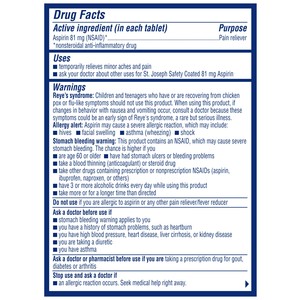 Drug Facts
Active ingredient (in each tablet) Purpose
Aspirin 81 mg (NSAID)* Pain reliever
*nonsteroidal anti-inflammatory drug
Uses
■ temporarily relieves minor aches and pain
■ ask your doctor about other uses for St. Joseph Safety Coated 81 mg Aspirin
Warnings
Reye's syndrome: Children and teenagers who have or are recovering from chicken
pox or flu-like symptoms should not use this product. When using this product, if
changes in behavior with nausea and vomiting occur, consult a doctor because these
symptoms could be an early sign of Reye's syndrome, a rare but serious illness.
Allergy alert: Aspirin may cause a severe allergic reaction, which may include:
■ hives ■ facial swelling ■ asthma (wheezing) ■ shock
Stomach bleeding warning: This product contains an NSAID, which may cause severe
stomach bleeding. The chance is higher if you
■ are age 60 or older ■ have had stomach ulcers or bleeding problems
■ take a blood thinning (anticoagulant) or steroid drug
■ take other drugs containing prescription or nonprescription NSAIDs (aspirin,
ibuprofen, naproxen, or others)
■ have 3 or more alcoholic drinks every day while using this product
■ take more or for a longer time than directed
Do not use if you are allergic to aspirin or any other pain reliever/fever reducer
Ask a doctor before use if
■ stomach bleeding warning applies to you
■ you have a history of stomach problems, such as heartburn
■ you have high blood pressure, heart disease, liver cirrhosis, or kidney disease
■ you are taking a diuretic
■ you have asthma
Ask a doctor or pharmacist before use if you are taking a prescription drug for gout,
diabetes or arthritis
Stop use and ask a doctor if
■ an allergic reaction occurs. Seek medical help right away.